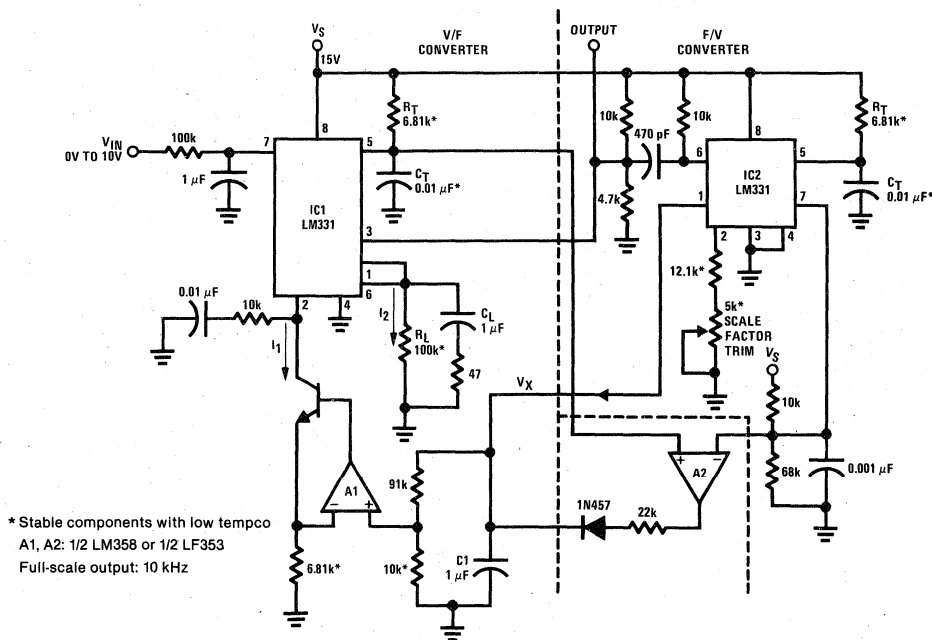 VS
15V
V/F
CONVERTER
OUTPUT
F/V
CONVERTER
RT
6.81k*
10k
10k
RT
6.81k*
470 pF
VIN
0V TO 10V
100k
7
8
5
1 µF
IC1
LM331
CT
0.01 µF*
3
1
6
2
4
4.7k
6
8
5
IC2
LM331
1
7
2
3
4
CT
0.01 µF*
12.1k*
5k*
SCALE
FACTOR
TRIM
0.01 µF
10k
I1
I2
RL
100k*
CL
1 µF
47
VX
VS
10k
68k
0.001 µF
A1
− +
91k
10k*
C1
1 µF
1N457
22k
+ −
A2
6.81k*
* Stable components with low tempco
A1, A2: 1/2 LM358 or 1/2 LF353
Full-scale output: 10 kHz